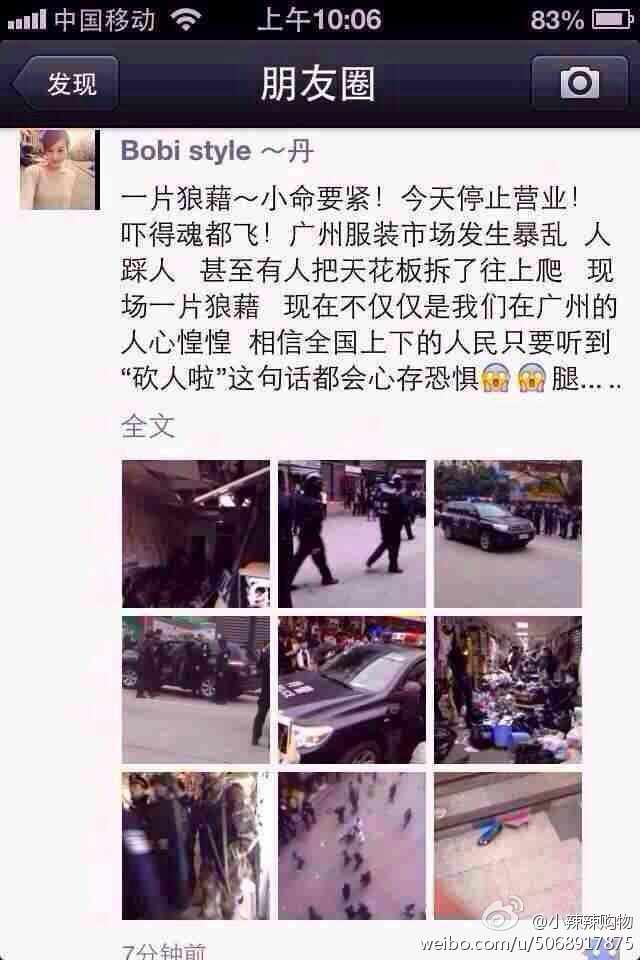 中国移动 上午10:06 83%
发现 朋友圈
Bobi style ～丹
一片狼藉～小命要紧！今天停止营业！
吓得魂都飞！广州服装市场发生暴乱 人
踩人 甚至有人把天花板拆了往上爬 现
场一片狼藉 现在不仅仅是我们在广州的
人心惶惶 相信全国上下的人民只要听到
“砍人啦”这句话都会心存恐惧😱😱腿... ..
全文
7分钟前
@小辣辣购物
weibo.com/u/5068917875